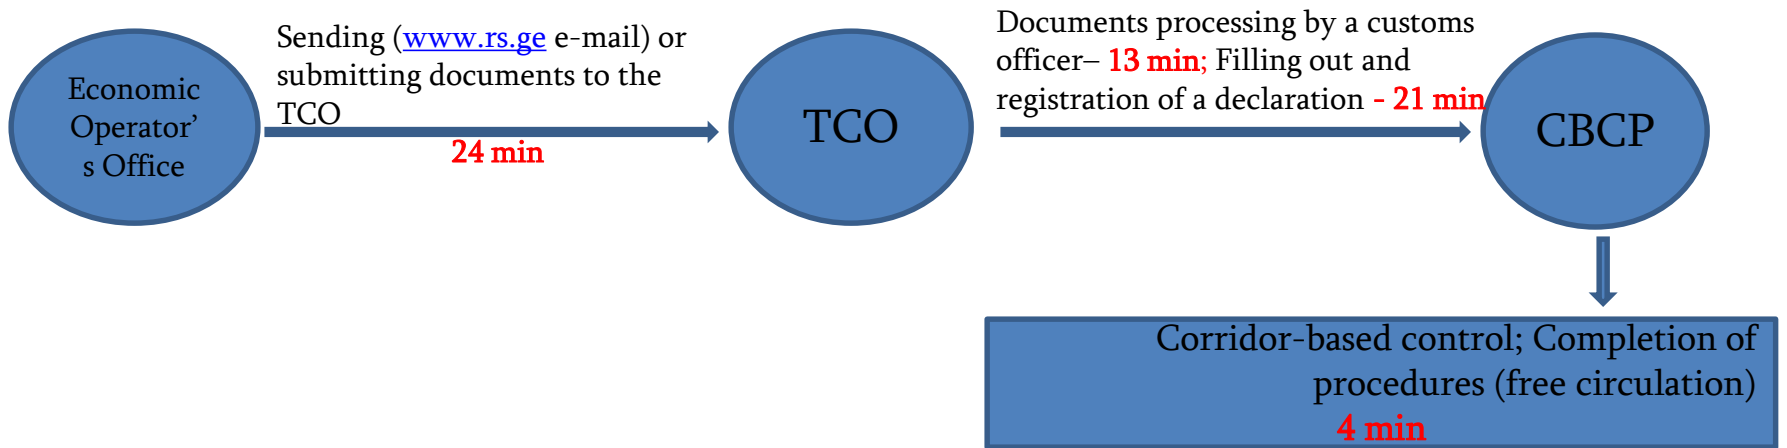 Economic
Operator’
s Office
Sending (www.rs.ge e-mail) or
submitting documents to the
TCO
24 min
TCO
Documents processing by a customs
officer– 13 min; Filling out and
registration of a declaration - 21 min
CBCP
Corridor-based control; Completion of
procedures (free circulation)
4 min